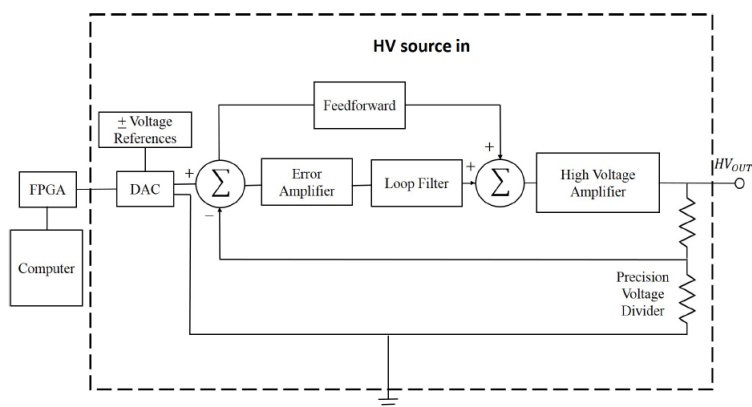 HV source in
Feedforward
± Voltage
References
+
+
+
FPGA
DAC
Σ
Error
Amplifier
Loop Filter
Σ
High Voltage
Amplifier
HV_OUT
−
Computer
Precision
Voltage
Divider